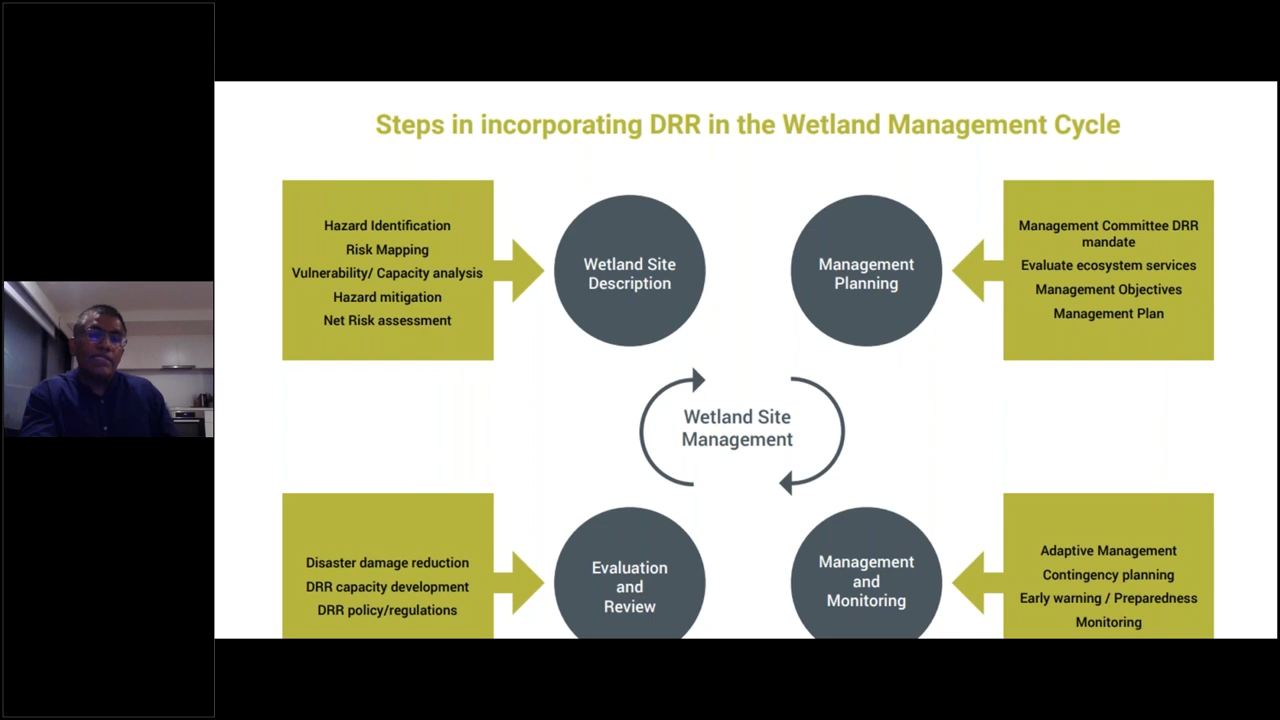 Steps in incorporating DRR in the Wetland Management Cycle
Hazard Identification
Risk Mapping
Vulnerability/ Capacity analysis
Hazard mitigation
Net Risk assessment
Wetland Site
Description
Management
Planning
Management Committee DRR
mandate
Evaluate ecosystem services
Management Objectives
Management Plan
Wetland Site
Management
Disaster damage reduction
DRR capacity development
DRR policy/regulations
Evaluation
and
Review
Management
and
Monitoring
Adaptive Management
Contingency planning
Early warning / Preparedness
Monitoring